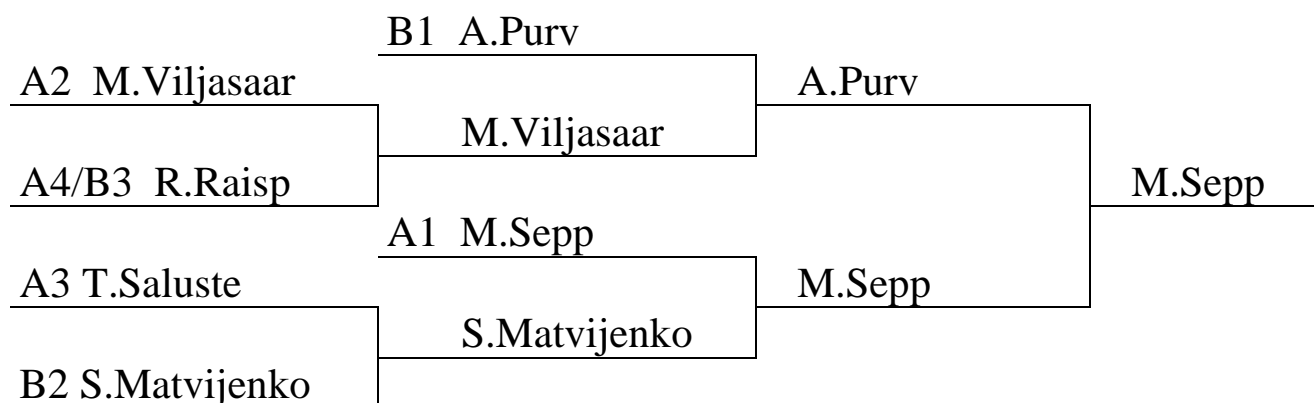 B1 A.Purv
A2 M.Viljasaar
A.Purv
M.Viljasaar
A4/B3 R.Raisp
M.Sepp
A1 M.Sepp
A3 T.Saluste
M.Sepp
S.Matvijenko
B2 S.Matvijenko